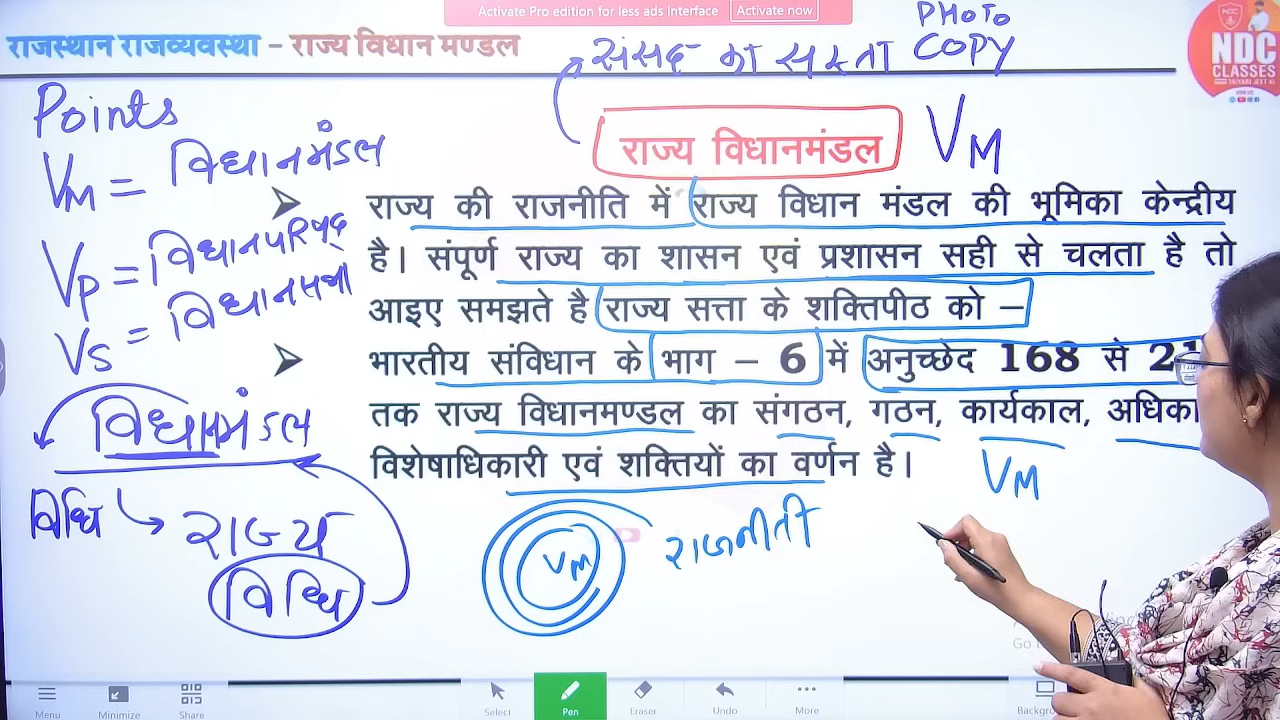 Activate Pro edition for less ads interface
Activate now
राजस्थान राजव्यवस्था – राज्य विधान मण्डल
संसद का सस्ता PHOTO COPY
NDC
CLASSES
Points
राज्य विधानमंडल
VM
VM = विधानमंडल
VP = विधानपरिषद्
VS = विधानसभा
विधानमंडल
विधि
राज्य
विधि
➤ राज्य की राजनीति में राज्य विधान मंडल की भूमिका केन्द्रीय
है। संपूर्ण राज्य का शासन एवं प्रशासन सही से चलता है तो
आइए समझते है राज्य सत्ता के शक्तिपीठ को –
➤ भारतीय संविधान के भाग – 6 में अनुच्छेद 168 से 21
तक राज्य विधानमण्डल का संगठन, गठन, कार्यकाल, अधिका
विशेषाधिकारी एवं शक्तियों का वर्णन है।
VM
VM
राजनीती
Menu
Minimize
Share
Select
Pen
Eraser
Undo
More
Backgro